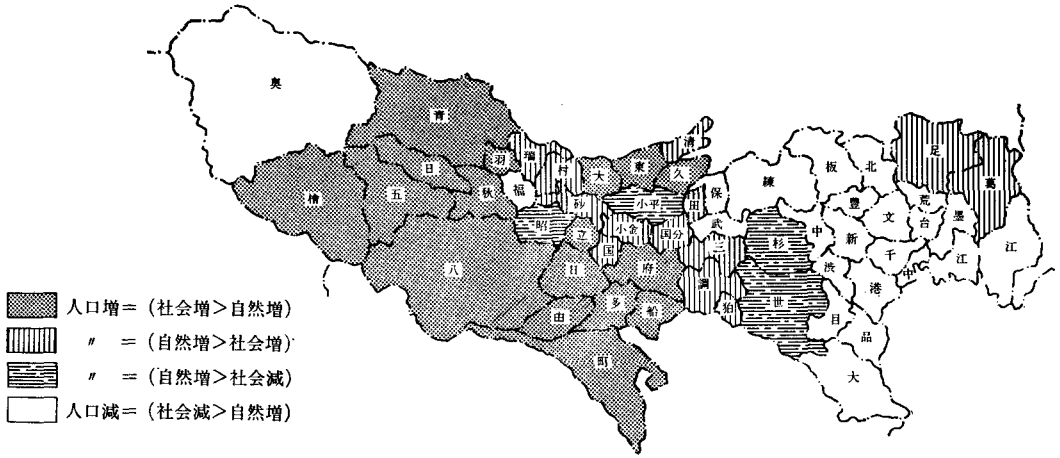 奥
青
日
羽
瑞
村
大
東
清
久
檜
五
秋
福
砂
小平
田
保
昭
立
国
小金
国分
武
三
八
日
府
調
狛
由
多
船
町
練
板
北
足
葛
豊
荒
墨
杉
中
新
文
台
江
江
渋
千
中
世
港
目
品
大
人口増=(社会増>自然増)
〃 =(自然増>社会増)
〃 =(自然増>社会減)
人口減=(社会減>自然増)